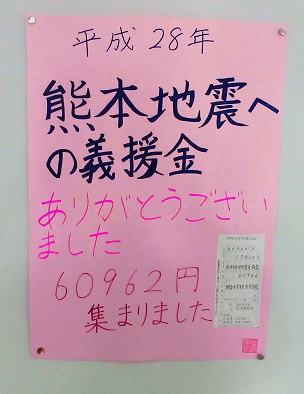 平成28年
熊本地震へ
の義援金
ありがとうござい
ました
60962円
集まりました